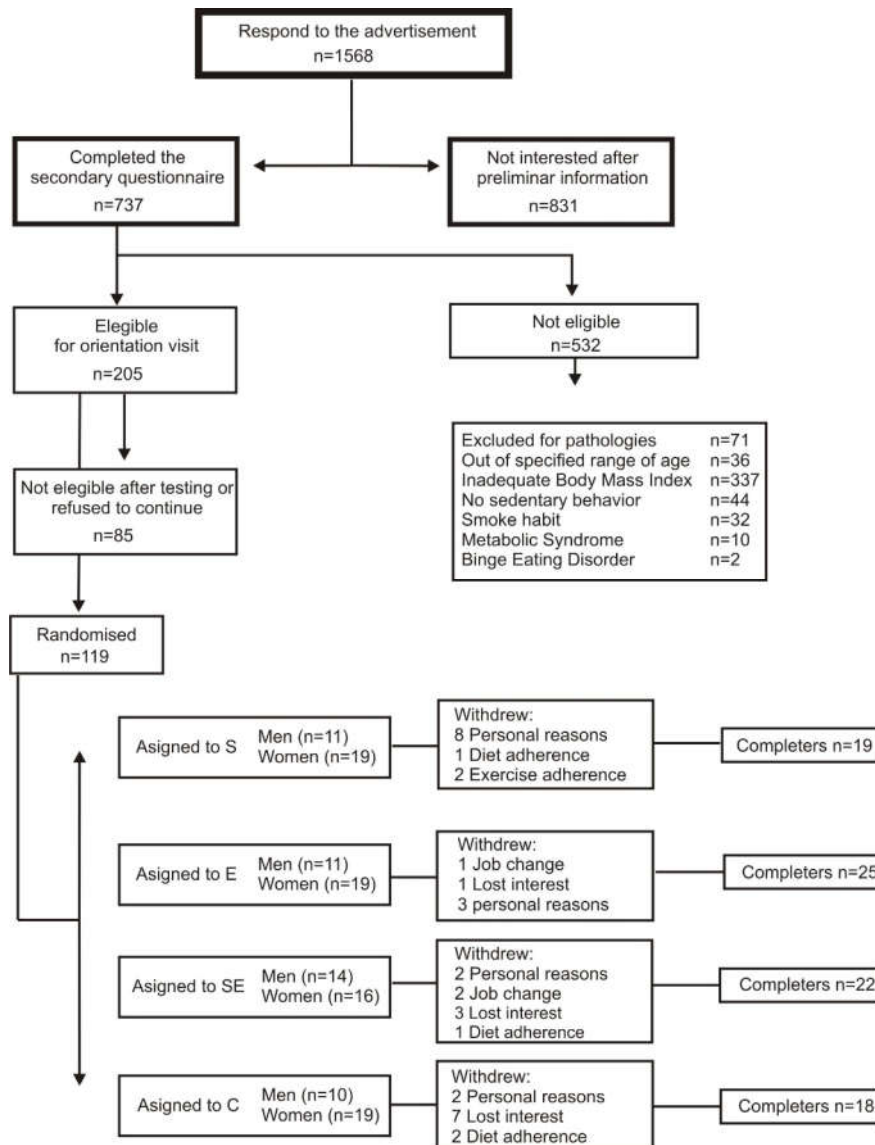 Respond to the advertisement
n=1568
Completed the
secondary questionnaire
n=737
Not interested after
preliminar information
n=831
Elegible
for orientation visit
n=205
Not eligible
n=532
Excluded for pathologies n=71
Out of specified range of age n=36
Inadequate Body Mass Index n=337
No sedentary behavior n=44
Smoke habit n=32
Metabolic Syndrome n=10
Binge Eating Disorder n=2
Not elegible after testing or
refused to continue
n=85
Randomised
n=119
Asigned to S
Men (n=11)
Women (n=19)
Withdrew:
8 Personal reasons
1 Diet adherence
2 Exercise adherence
Completers n=19
Asigned to E
Men (n=11)
Women (n=19)
1 Job change
1 Lost interest
3 personal reasons
Completers n=25
Asigned to SE
Men (n=14)
Women (n=16)
Withdrew:
2 Personal reasons
2 Job change
3 Lost interest
1 Diet adherence
Completers n=22
Asigned to C
Men (n=10)
Women (n=19)
Withdrew:
2 Personal reasons
7 Lost interest
2 Diet adherence
Completers n=18